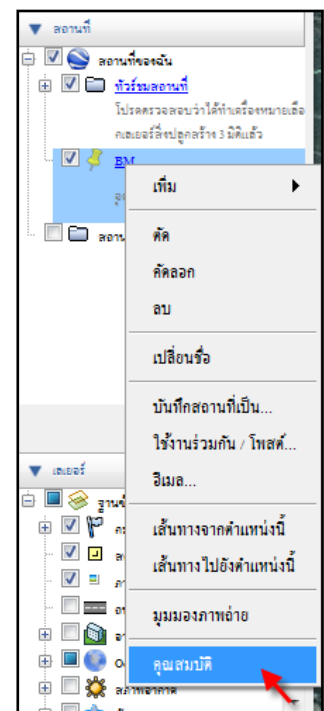 สถานที่
สถานที่ของฉัน
ทัวร์ชมสถานที่
โปรดตรวจสอบว่าได้ทำเครื่องหมายเลือ
กเลเยอร์สิ่งปลูกสร้าง 3 มิติแล้ว
BM
เพิ่ม
ตัด
คัดลอก
ลบ
เปลี่ยนชื่อ
บันทึกสถานที่เป็น...
ใช้งานร่วมกัน / โพสต์...
อีเมล...
เลเยอร์
เส้นทางจากตำแหน่งนี้
เส้นทางไปยังตำแหน่งนี้
มุมมองภาพถ่าย
คุณสมบัติ